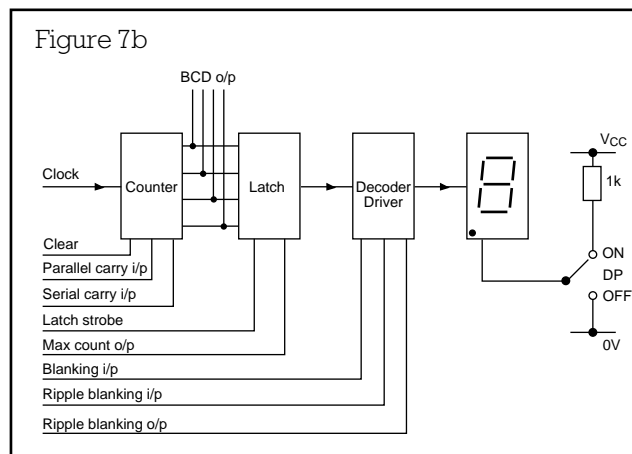 Figure 7b
BCD o/p
VCC
1k
Clock
Counter
Latch
Decoder
Driver
ON
DP
OFF
0V
Clear
Parallel carry i/p
Serial carry i/p
Latch strobe
Max count o/p
Blanking i/p
Ripple blanking i/p
Ripple blanking o/p